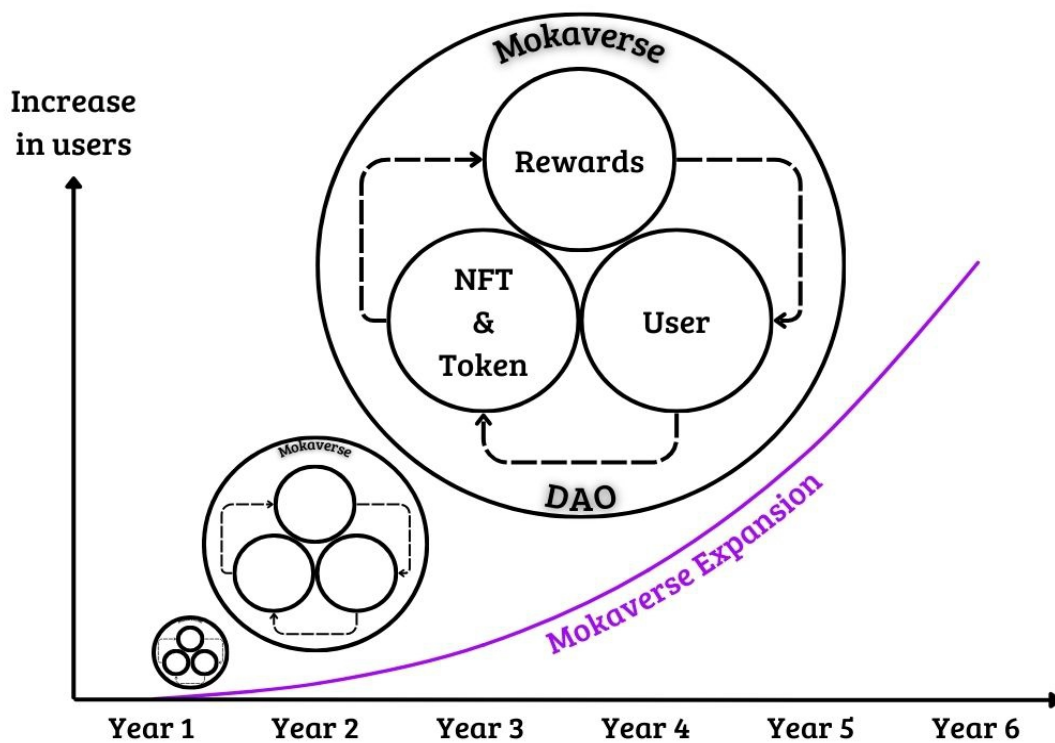 Mokaverse
Increase
in users
Rewards
NFT
&
Token
User
DAO
Mokaverse
Mokaverse Expansion
Year 1
Year 2
Year 3
Year 4
Year 5
Year 6